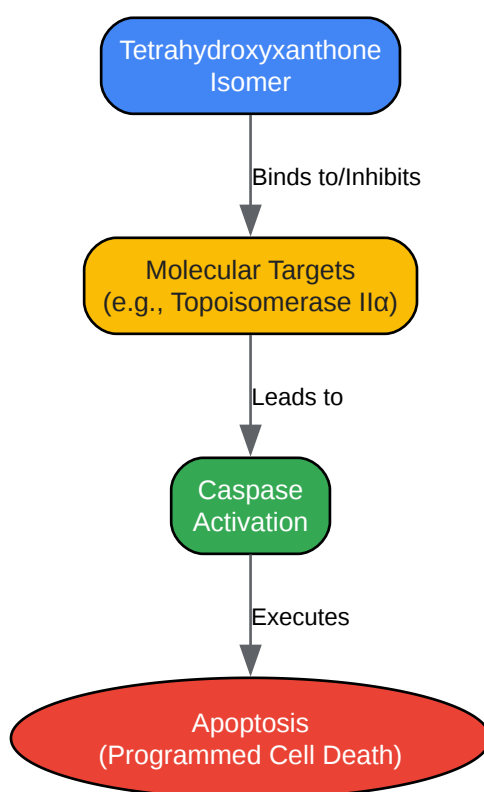 Tetrahydroxyxanthone
Isomer
Binds to/Inhibits
Molecular Targets
(e.g., Topoisomerase IIα)
Leads to
Caspase
Activation
Executes
Apoptosis
(Programmed Cell Death)